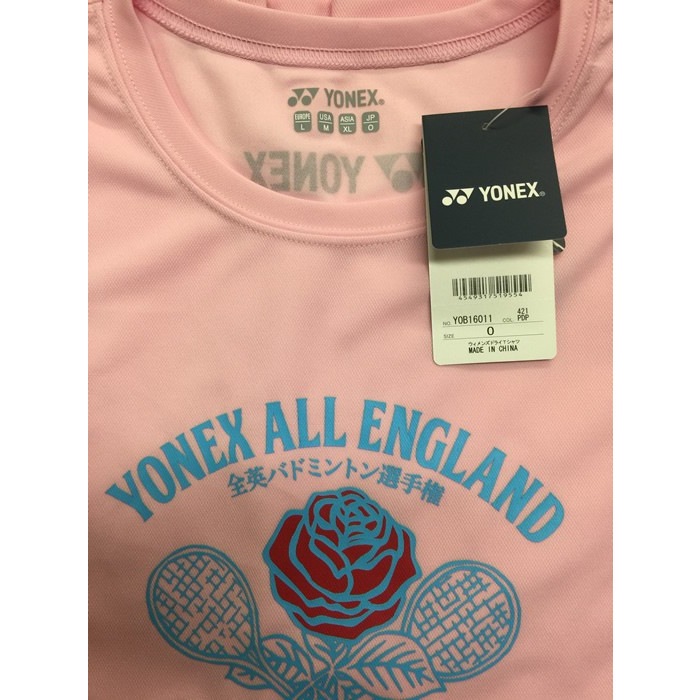 YONEX®
EUROPE USA ASIA JP
L M XL O
YONEX
YONEX®
4549317519554
NO. YOB16011 COL. 421 PDP
SIZE O
ウィメンズドライTシャツ
MADE IN CHINA
YONEX ALL ENGLAND
全英バドミントン選手権